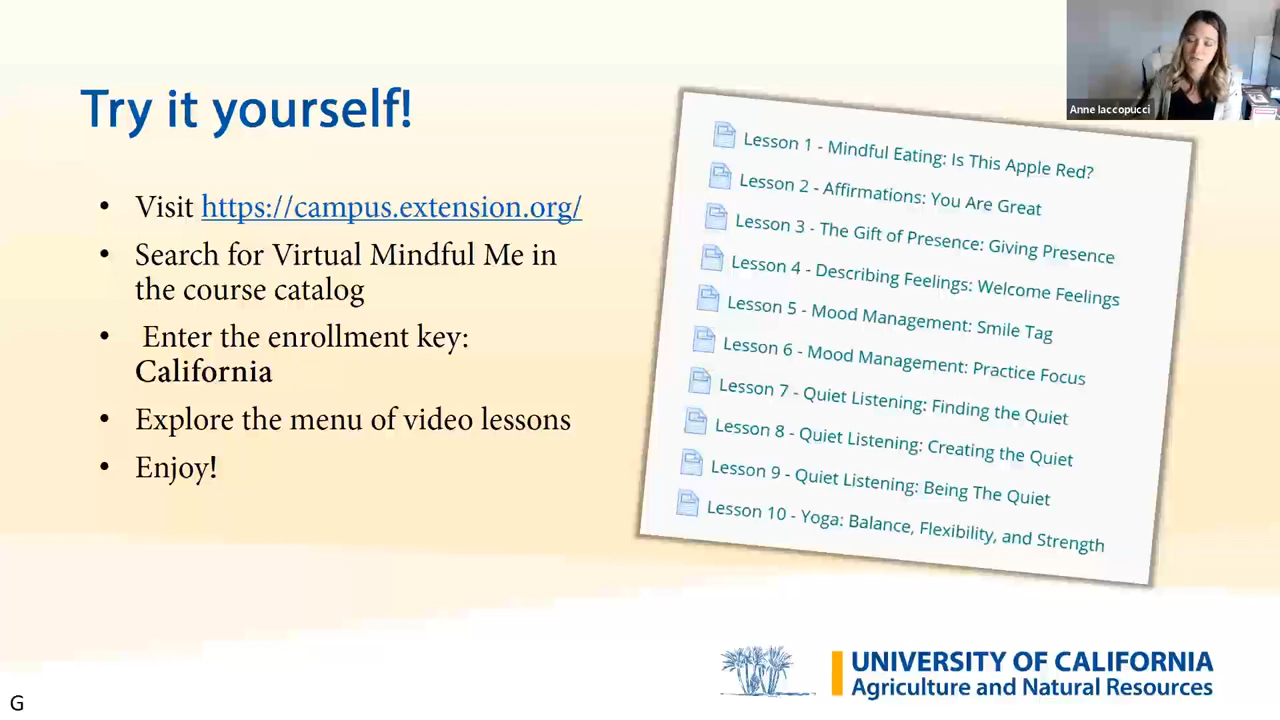 Try it yourself!
• Visit https://campus.extension.org/
• Search for Virtual Mindful Me in
the course catalog
• Enter the enrollment key:
California
• Explore the menu of video lessons
• Enjoy!
Lesson 1 - Mindful Eating: Is This Apple Red?
Lesson 2 - Affirmations: You Are Great
Lesson 3 - The Gift of Presence: Giving Presence
Lesson 4 - Describing Feelings: Welcome Feelings
Lesson 5 - Mood Management: Smile Tag
Lesson 6 - Mood Management: Practice Focus
Lesson 7 - Quiet Listening: Finding the Quiet
Lesson 8 - Quiet Listening: Creating the Quiet
Lesson 9 - Quiet Listening: Being The Quiet
Lesson 10 - Yoga: Balance, Flexibility, and Strength
Anne Iaccopucci
UNIVERSITY OF CALIFORNIA
Agriculture and Natural Resources
G